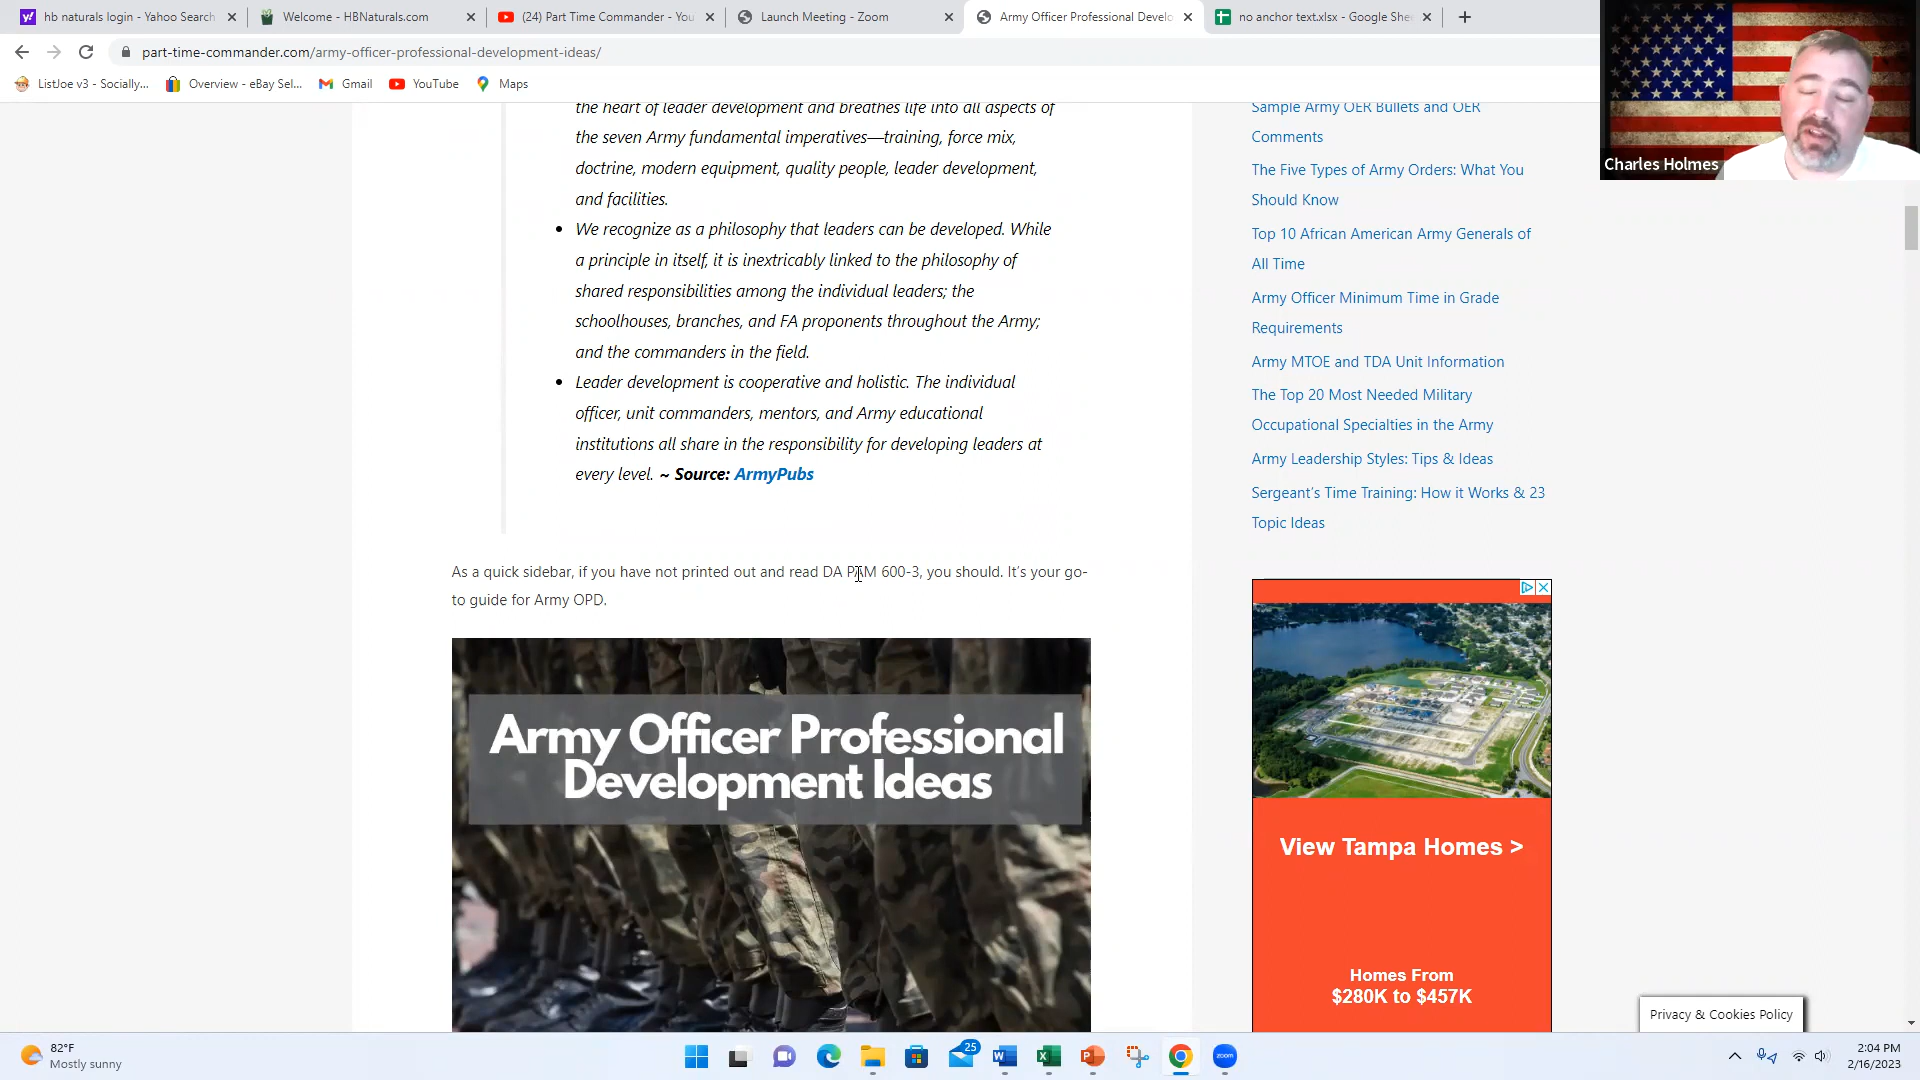 hb naturals login - Yahoo Search
Welcome - HBNaturals.com
(24) Part Time Commander - You
Launch Meeting - Zoom
Army Officer Professional Develo
no anchor text.xlsx - Google She
part-time-commander.com/army-officer-professional-development-ideas/
ListJoe v3 - Socially...
Overview - eBay Sel...
Gmail
YouTube
Maps
the heart of leader development and breathes life into all aspects of
the seven Army fundamental imperatives—training, force mix,
doctrine, modern equipment, quality people, leader development,
and facilities.
• We recognize as a philosophy that leaders can be developed. While
a principle in itself, it is inextricably linked to the philosophy of
shared responsibilities among the individual leaders; the
schoolhouses, branches, and FA proponents throughout the Army;
and the commanders in the field.
• Leader development is cooperative and holistic. The individual
officer, unit commanders, mentors, and Army educational
institutions all share in the responsibility for developing leaders at
every level. ~ Source: ArmyPubs
As a quick sidebar, if you have not printed out and read DA PAM 600-3, you should. It's your go-
to guide for Army OPD.
Army Officer Professional
Development Ideas
Sample Army OER Bullets and OER
Comments
The Five Types of Army Orders: What You
Should Know
Top 10 African American Army Generals of
All Time
Army Officer Minimum Time in Grade
Requirements
Army MTOE and TDA Unit Information
The Top 20 Most Needed Military
Occupational Specialties in the Army
Army Leadership Styles: Tips & Ideas
Sergeant's Time Training: How it Works & 23
Topic Ideas
View Tampa Homes >
Homes From
$280K to $457K
Privacy & Cookies Policy
Charles Holmes
82°F
Mostly sunny
25
zoom
2:04 PM
2/16/2023